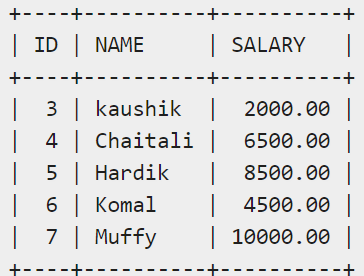 +----+----------+----------+
| ID | NAME     | SALARY   |
+----+----------+----------+
|  3 | kaushik  |  2000.00 |
|  4 | Chaitali |  6500.00 |
|  5 | Hardik   |  8500.00 |
|  6 | Komal    |  4500.00 |
|  7 | Muffy    | 10000.00 |
+----+----------+----------+